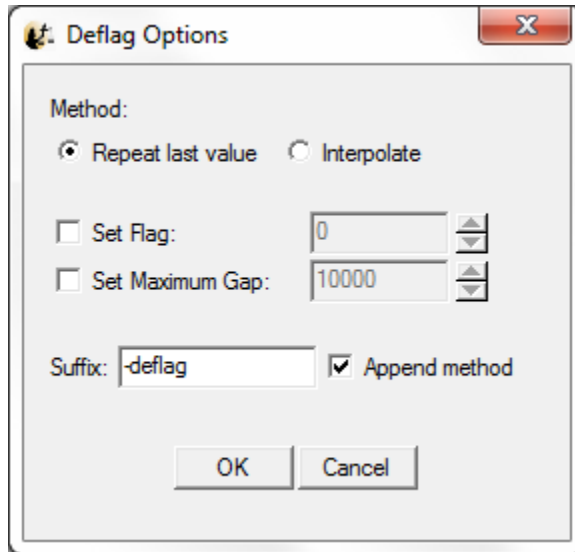 Deflag Options
Method:
Repeat last value Interpolate
Set Flag: 0
Set Maximum Gap: 10000
Suffix: -deflag Append method
OK Cancel